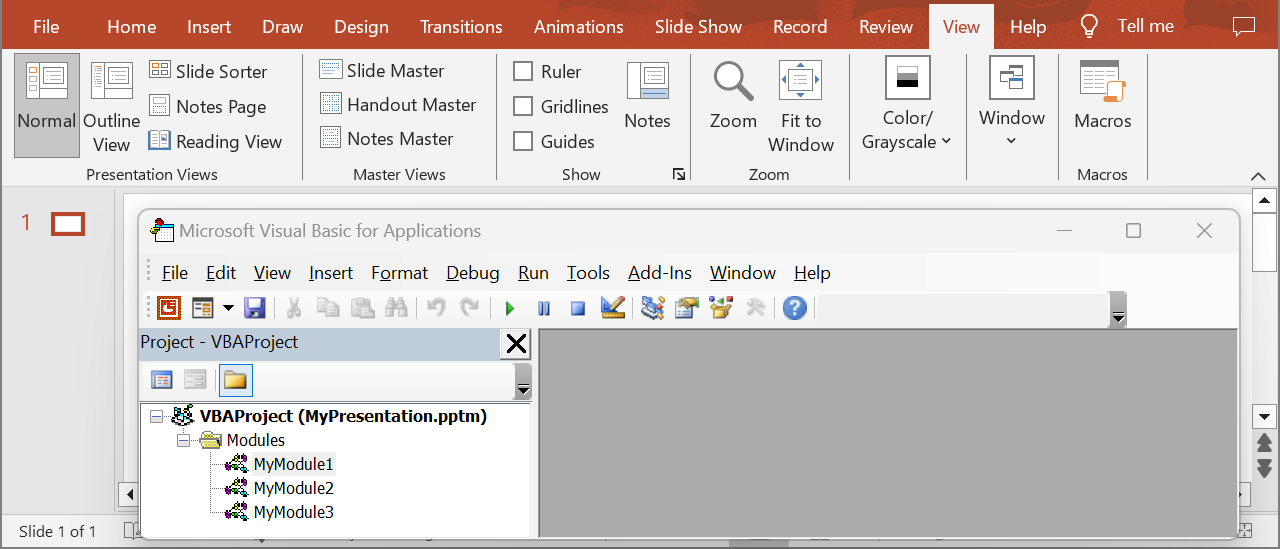 File Home Insert Draw Design Transitions Animations Slide Show Record Review View Help Tell me
Normal
Outline View
Slide Sorter
Notes Page
Reading View
Presentation Views
Slide Master
Handout Master
Notes Master
Master Views
Ruler
Gridlines
Guides
Notes
Show
Zoom
Fit to Window
Zoom
Color/
Grayscale
Window
Macros
Macros
1
Microsoft Visual Basic for Applications
File Edit View Insert Format Debug Run Tools Add-Ins Window Help
Project - VBAProject
VBAProject (MyPresentation.pptm)
Modules
MyModule1
MyModule2
MyModule3
Slide 1 of 1